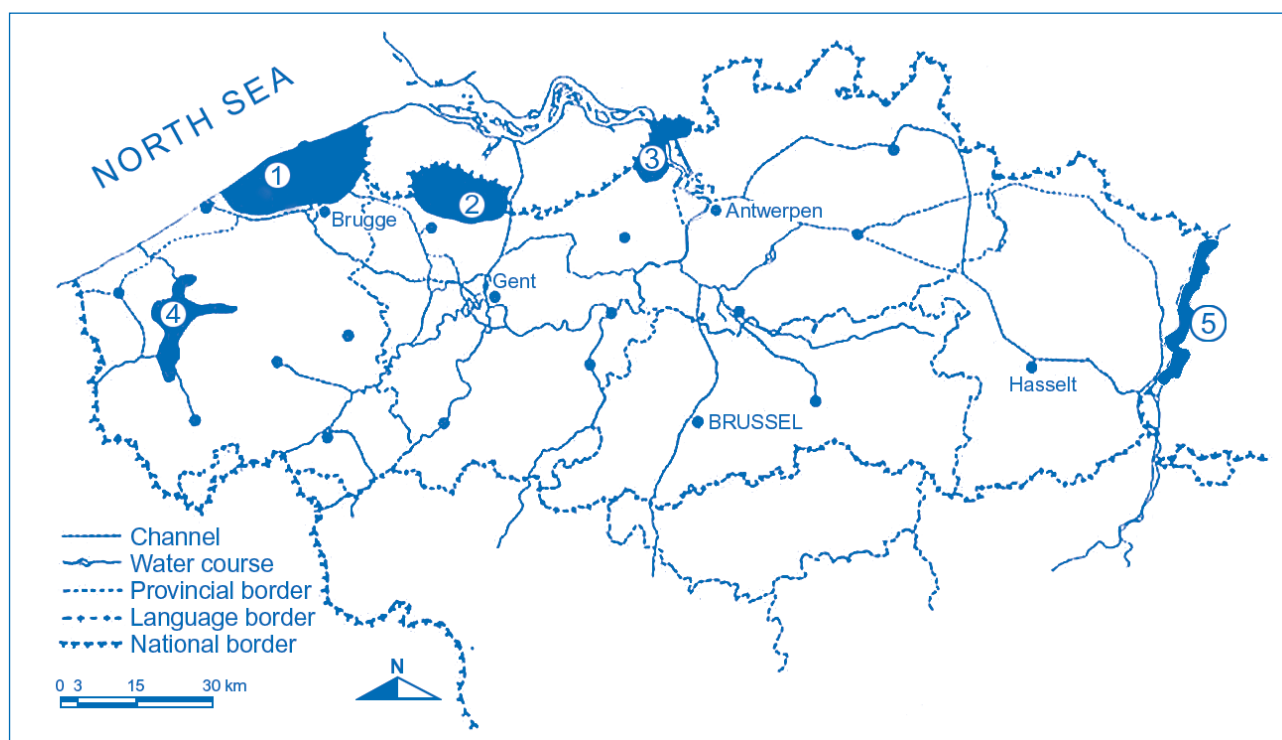 NORTH SEA
1
2
3
Brugge
Antwerpen
Gent
4
5
Hasselt
BRUSSEL
Channel
Water course
Provincial border
Language border
National border
N
0 3 15 30 km